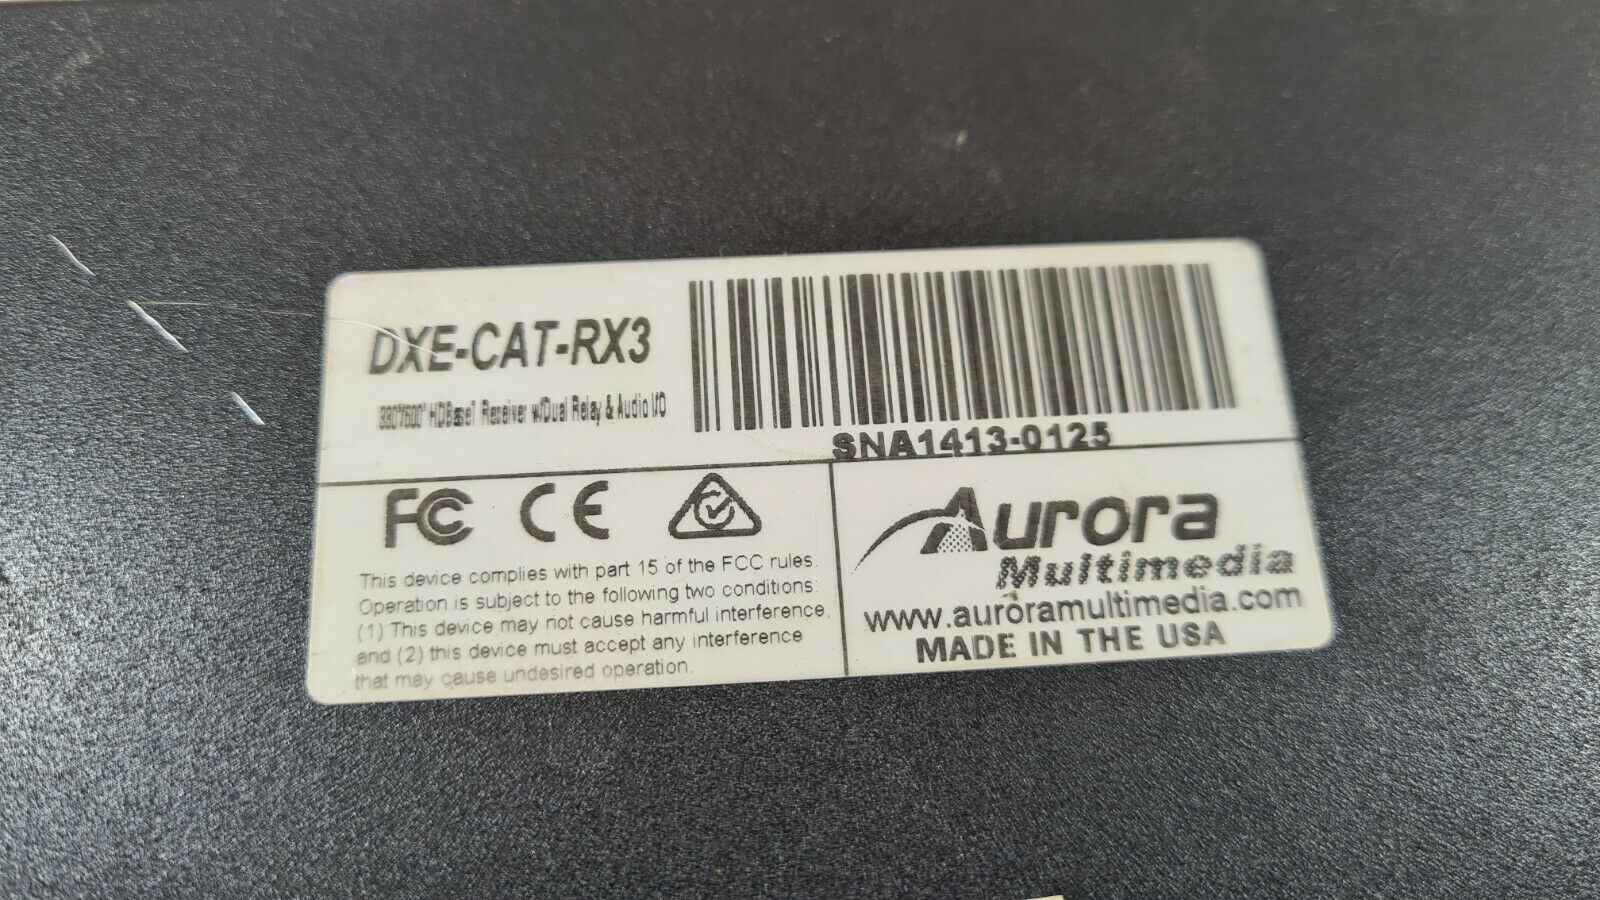 DXE-CAT-RX3
330'/600' HDBaseT Receiver w/Dual Relay & Audio I/O
SNA1413-0125
FC CE
This device complies with part 15 of the FCC rules.
Operation is subject to the following two conditions:
(1) This device may not cause harmful interference,
and (2) this device must accept any interference
that may cause undesired operation.
Aurora
Multimedia
www.auroramultimedia.com
MADE IN THE USA